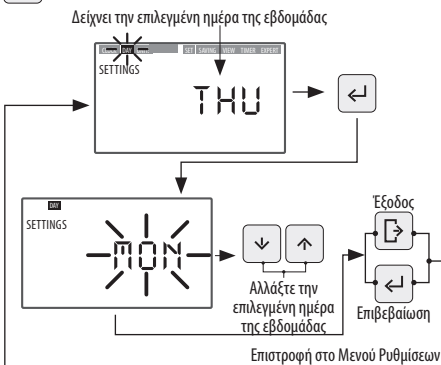 Δείχνει την επιλεγμένη ημέρα της εβδομάδας
DAY SET SAVING VIEW TIMER EXPERT
SETTINGS
THU
DAY
SETTINGS
MON
Έξοδος
Αλλάξτε την
επιλεγμένη ημέρα
της εβδομάδας
Επιβεβαίωση
Επιστροφή στο Μενού Ρυθμίσεων